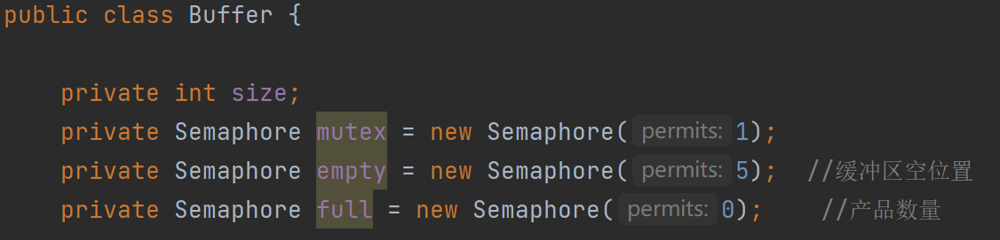 public class Buffer {
private int size;
private Semaphore mutex = new Semaphore( permits: 1);
private Semaphore empty = new Semaphore( permits: 5); //缓冲区空位置
private Semaphore full = new Semaphore( permits: 0); //产品数量